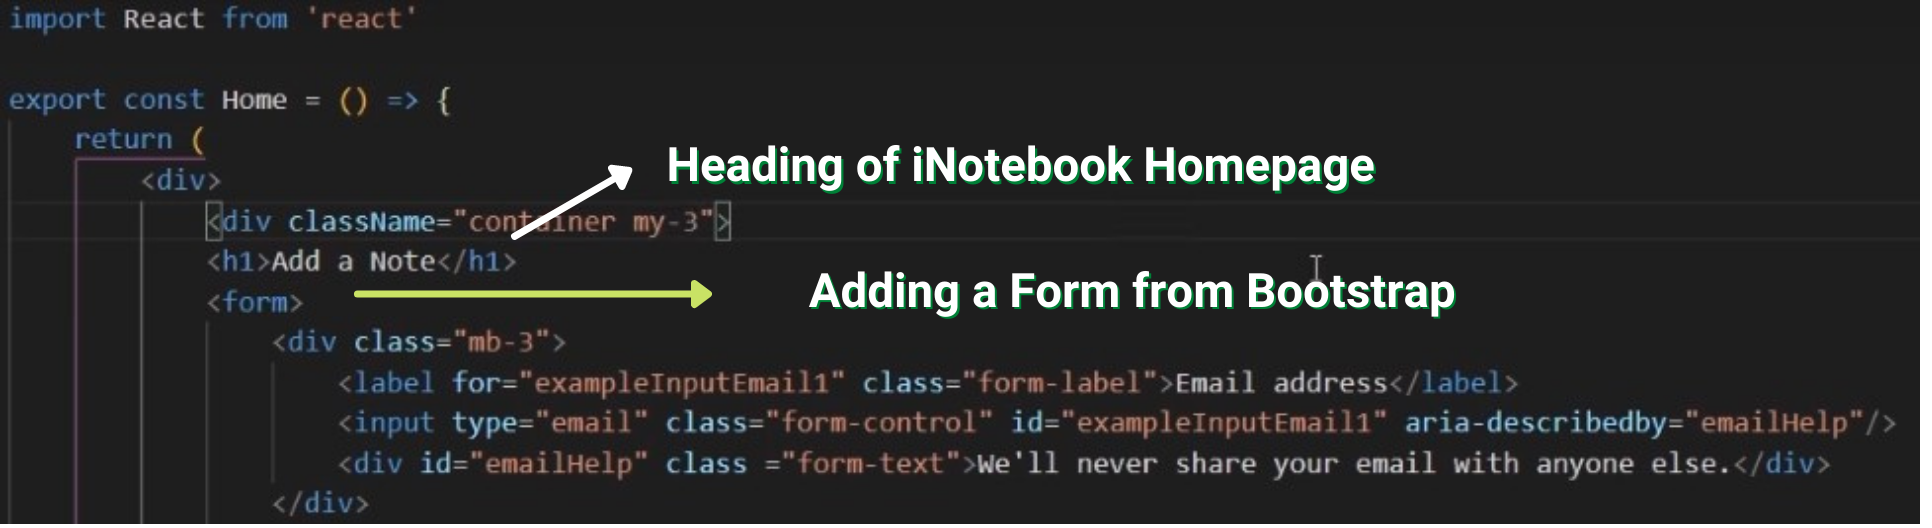 import React from 'react'
export const Home = () => {
return (
<div>
Heading of iNotebook Homepage
<div className="container my-3">
<h1>Add a Note</h1>
Adding a Form from Bootstrap
<form>
<div class="mb-3">
<label for="exampleInputEmail1" class="form-label">Email address</label>
<input type="email" class="form-control" id="exampleInputEmail1" aria-describedby="emailHelp"/>
<div id="emailHelp" class ="form-text">We'll never share your email with anyone else.</div>
</div>